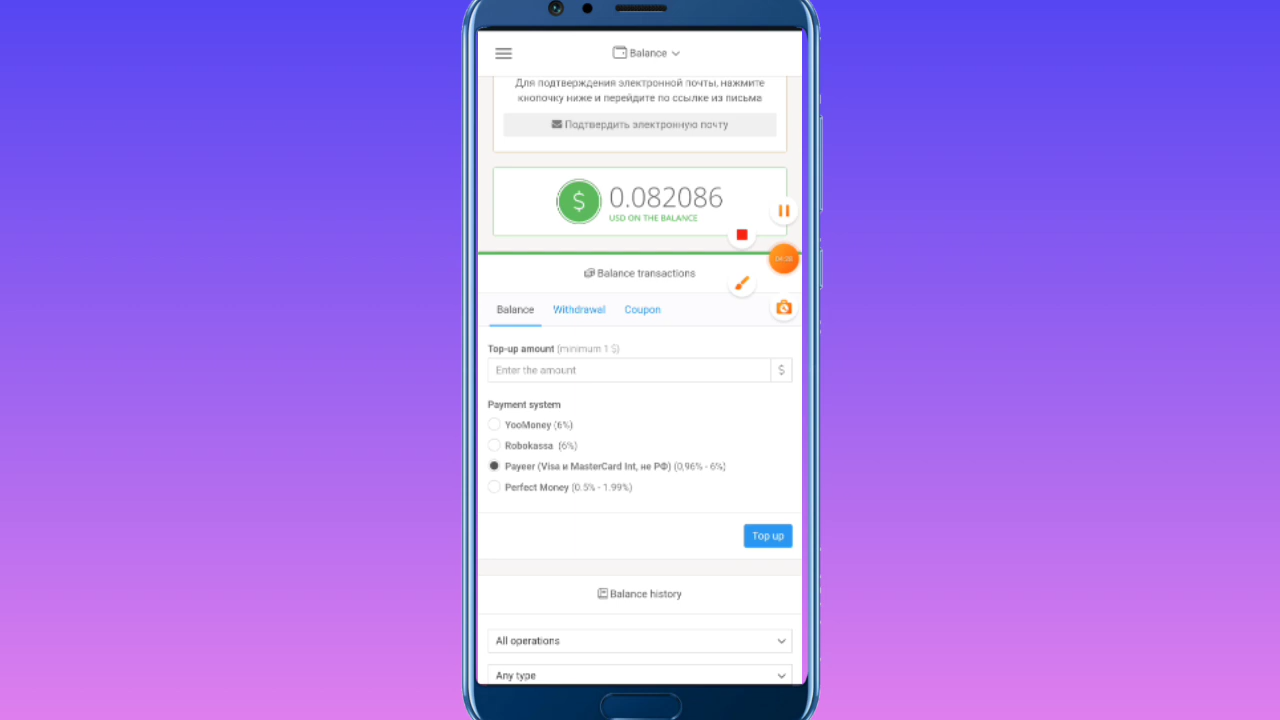 Balance
Для подтверждения электронной почты, нажмите
кнопочку ниже и перейдите по ссылке из письма
Подтвердить электронную почту
$ 0.082086
USD ON THE BALANCE
Balance transactions
Balance Withdrawal Coupon
Top-up amount (minimum 1 $)
Enter the amount $
Payment system
YooMoney (6%)
Robokassa (6%)
Payeer (Visa и MasterCard Int, не РФ) (0,96% - 6%)
Perfect Money (0.5% - 1.99%)
Top up
Balance history
All operations
Any type